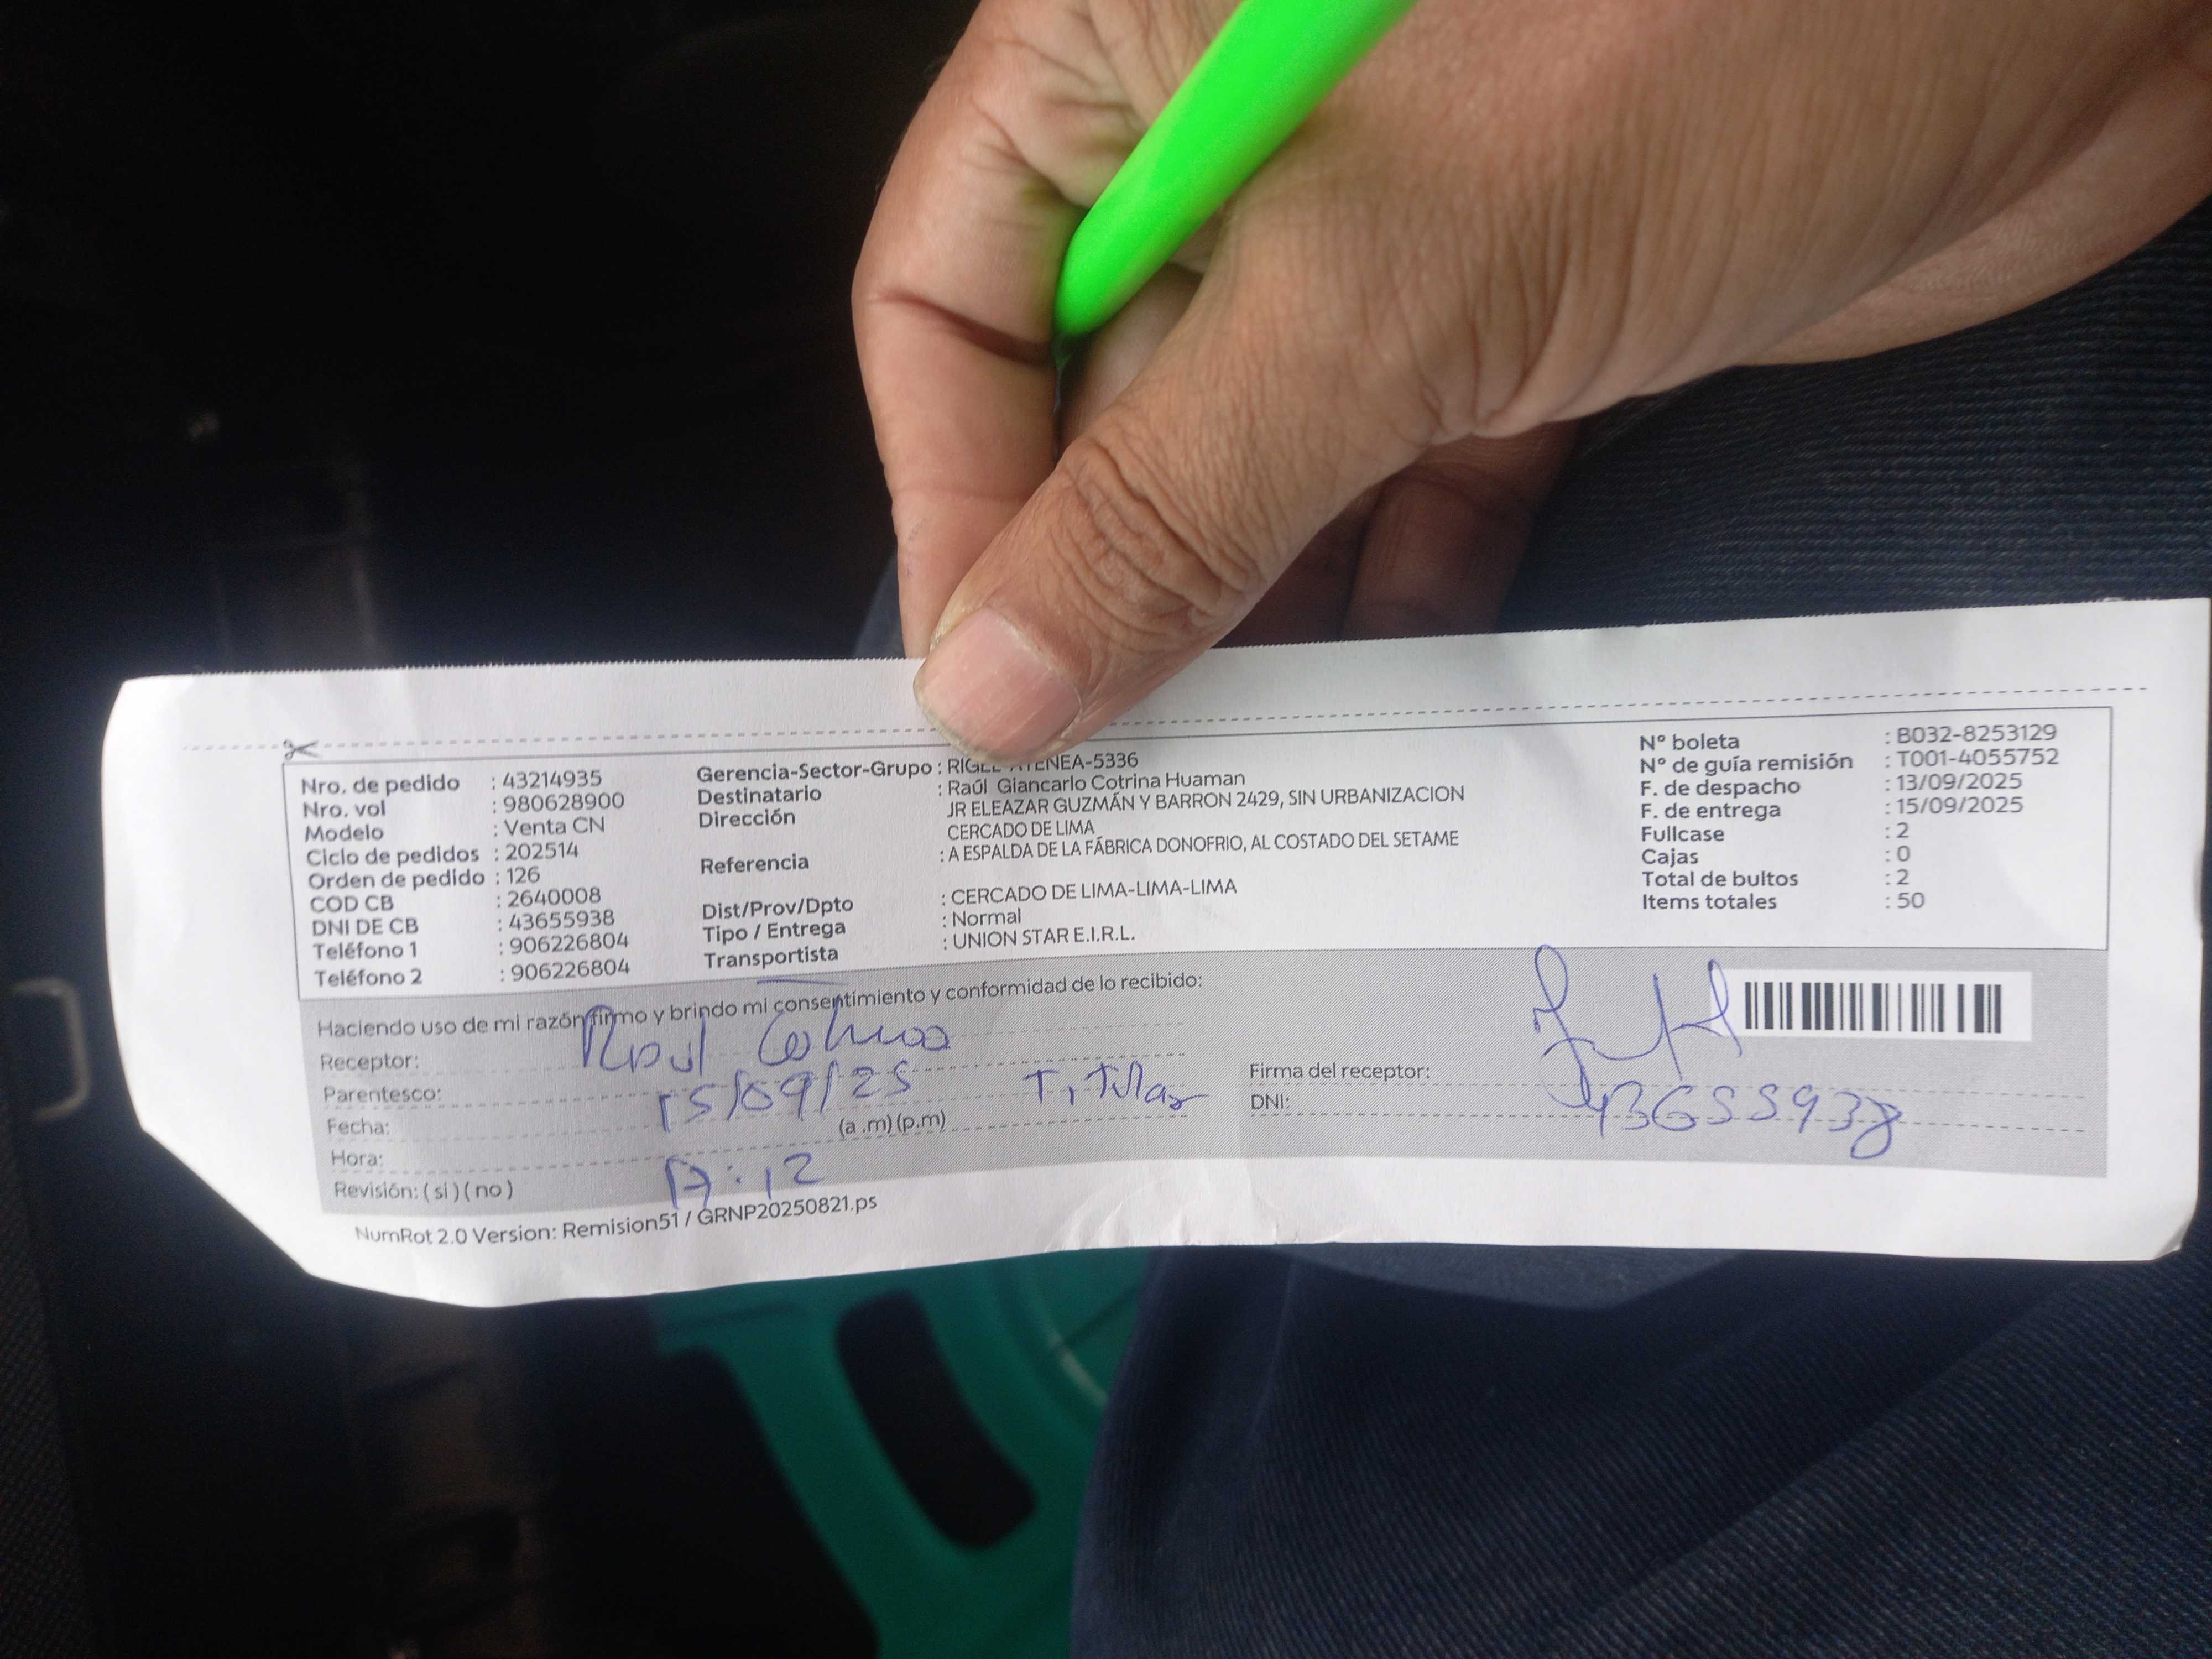 Nro. de pedido : 43214935
Nro. vol : 980628900
Modelo : Venta CN
Ciclo de pedidos : 202514
Orden de pedido : 126
COD CB : 2640008
DNI DE CB : 43655938
Teléfono 1 : 906226804
Teléfono 2 : 906226804
Gerencia-Sector-Grupo : RIGEL-ATENEA-5336
Destinatario : Raúl Giancarlo Cotrina Huaman
Dirección JR ELEAZAR GUZMÁN Y BARRON 2429, SIN URBANIZACION
CERCADO DE LIMA
Referencia : A ESPALDA DE LA FÁBRICA DONOFRIO, AL COSTADO DEL SETAME
Dist/Prov/Dpto : CERCADO DE LIMA-LIMA-LIMA
Tipo / Entrega : Normal
Transportista : UNION STAR E.I.R.L.
N° boleta : B032-8253129
N° de guía remisión : T001-4055752
F. de despacho : 13/09/2025
F. de entrega : 15/09/2025
Fullcase : 2
Cajas : 0
Total de bultos : 2
Items totales : 50
Haciendo uso de mi razón firmo y brindo mi consentimiento y conformidad de lo recibido:
Receptor: Raul Cotrina
Parentesco: Titular
Fecha: 15/09/25 (a .m) (p.m)
Hora: 17:12
Revisión: ( si ) ( no )
Firma del receptor:
DNI: 43655938
NumRot 2.0 Version: Remision51 / GRNP20250821.ps